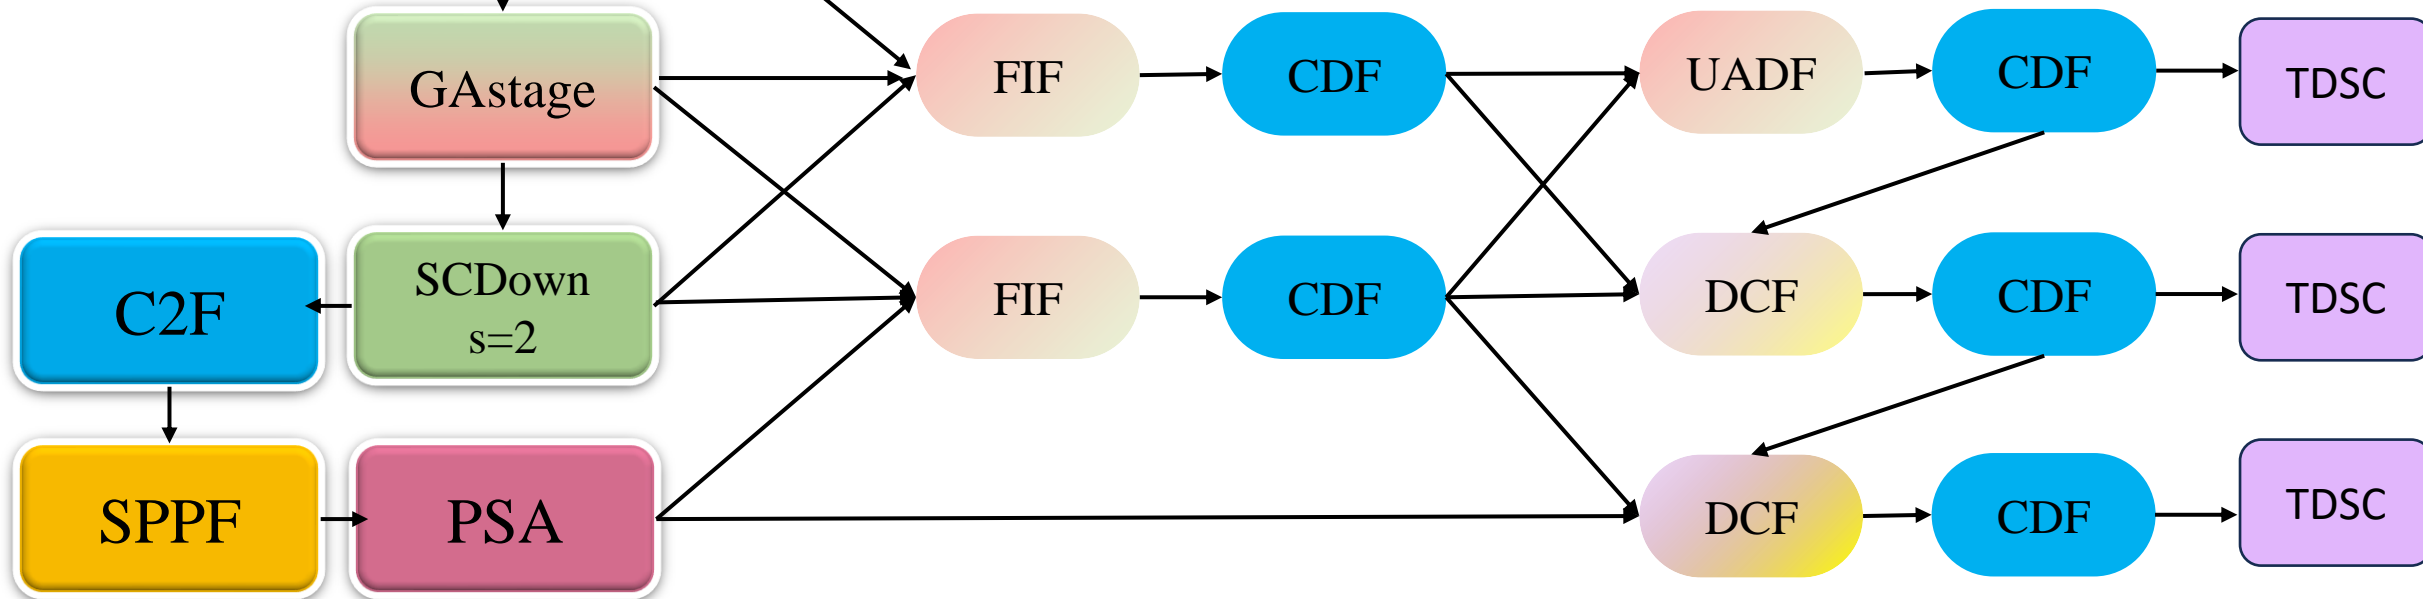 GAstage
FIF
CDF
UADF
CDF
TDSC
C2F
SCDown
s=2
FIF
CDF
DCF
CDF
TDSC
SPPF
PSA
DCF
CDF
TDSC